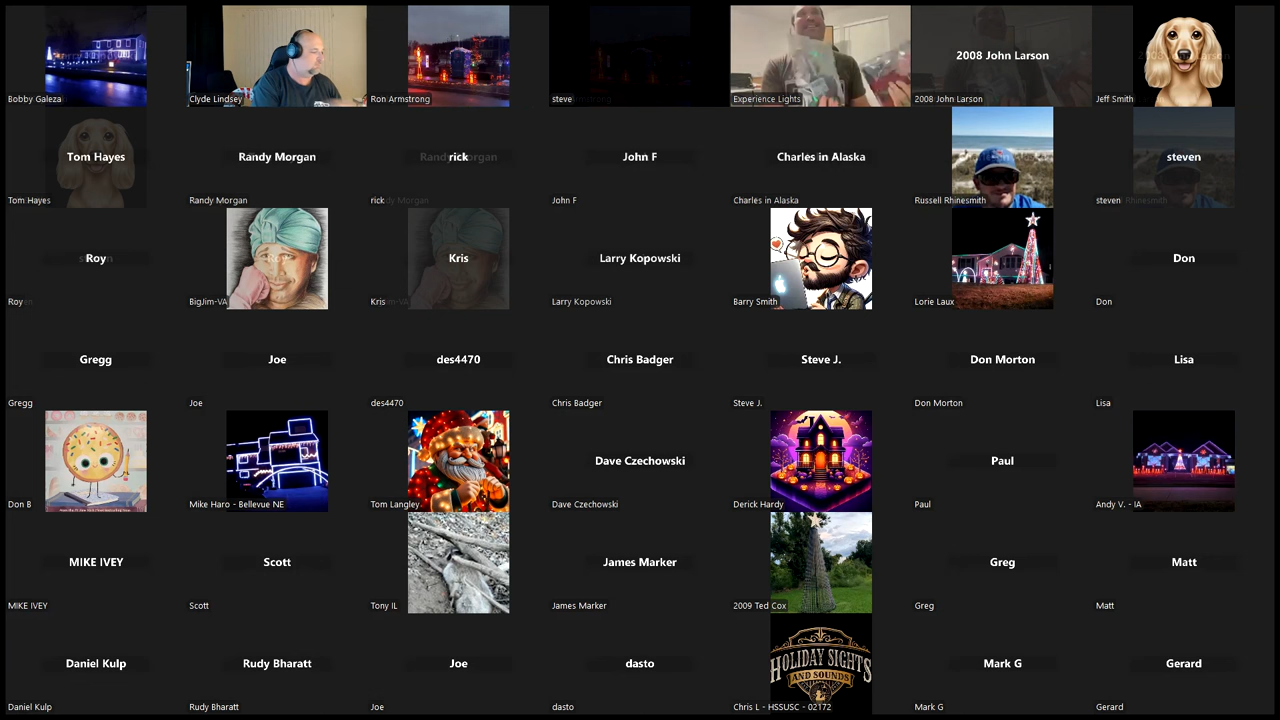 Bobby Galeza
Clyde Lindsey
Ron Armstrong
steve
Experience Lights
2008 John Larson
2008 John Larson
Jeff Smith
Tom Hayes
Tom Hayes
Randy Morgan
Randy Morgan
rick
rick
John F
John F
Charles in Alaska
Charles in Alaska
Russell Rhinesmith
steven
steven
Roy
Roy
BigJim-VA
Kris
Kris
Larry Kopowski
Larry Kopowski
Barry Smith
Lorie Laux
Don
Don
Gregg
Gregg
Joe
Joe
des4470
des4470
Chris Badger
Chris Badger
Steve J.
Steve J.
Don Morton
Don Morton
Lisa
Lisa
Don B
Mike Haro - Bellevue NE
Tom Langley
Dave Czechowski
Dave Czechowski
Derick Hardy
Paul
Paul
Andy V. - IA
MIKE IVEY
MIKE IVEY
Scott
Scott
Tony IL
James Marker
James Marker
2009 Ted Cox
Greg
Greg
Matt
Matt
Daniel Kulp
Daniel Kulp
Rudy Bharatt
Rudy Bharatt
Joe
Joe
dasto
dasto
HOLIDAY SIGHTS
AND SOUNDS
Chris L - HSSUSC - 02172
Mark G
Mark G
Gerard
Gerard